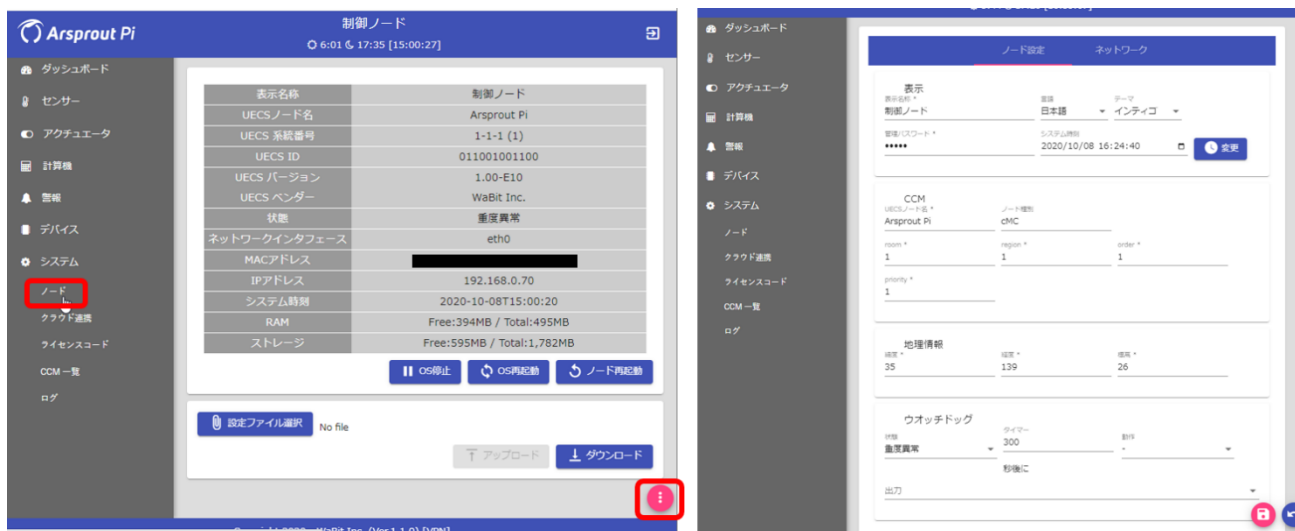 Arsprout Pi
制御ノード
6:01 17:35 [15:00:27]
ダッシュボード
センサー
アクチュエータ
計算機
警報
デバイス
システム
ノード
クラウド連携
ライセンスコード
CCM 一覧
ログ
表示名称 制御ノード
UECSノード名 Arsprout Pi
UECS 系統番号 1-1-1 (1)
UECS ID 011001001100
UECS バージョン 1.00-E10
UECS ベンダー WaBit Inc.
状態 重度異常
ネットワークインタフェース eth0
MACアドレス
IPアドレス 192.168.0.70
システム時刻 2020-10-08T15:00:20
RAM Free:394MB / Total:495MB
ストレージ Free:595MB / Total:1,782MB
OS停止 OS再起動 ノード再起動
設定ファイル選択 No file
アップロード ダウンロード
ダッシュボード
センサー
アクチュエータ
計算機
警報
デバイス
システム
ノード
クラウド連携
ライセンスコード
CCM 一覧
ログ
ノード設定 ネットワーク
表示
表示名称 * 言語 テーマ
制御ノード 日本語 インディゴ
管理パスワード * システム時刻
••••• 2020/10/08 16:24:40 変更
CCM
UECSノード名 * ノード種別
Arsprout Pi cMC
room * region * order *
1 1 1
priority *
1
地理情報
緯度 * 経度 * 標高 *
35 139 26
ウオッチドッグ
状態 タイマー 動作
重度異常 300 -
秒後に
出力